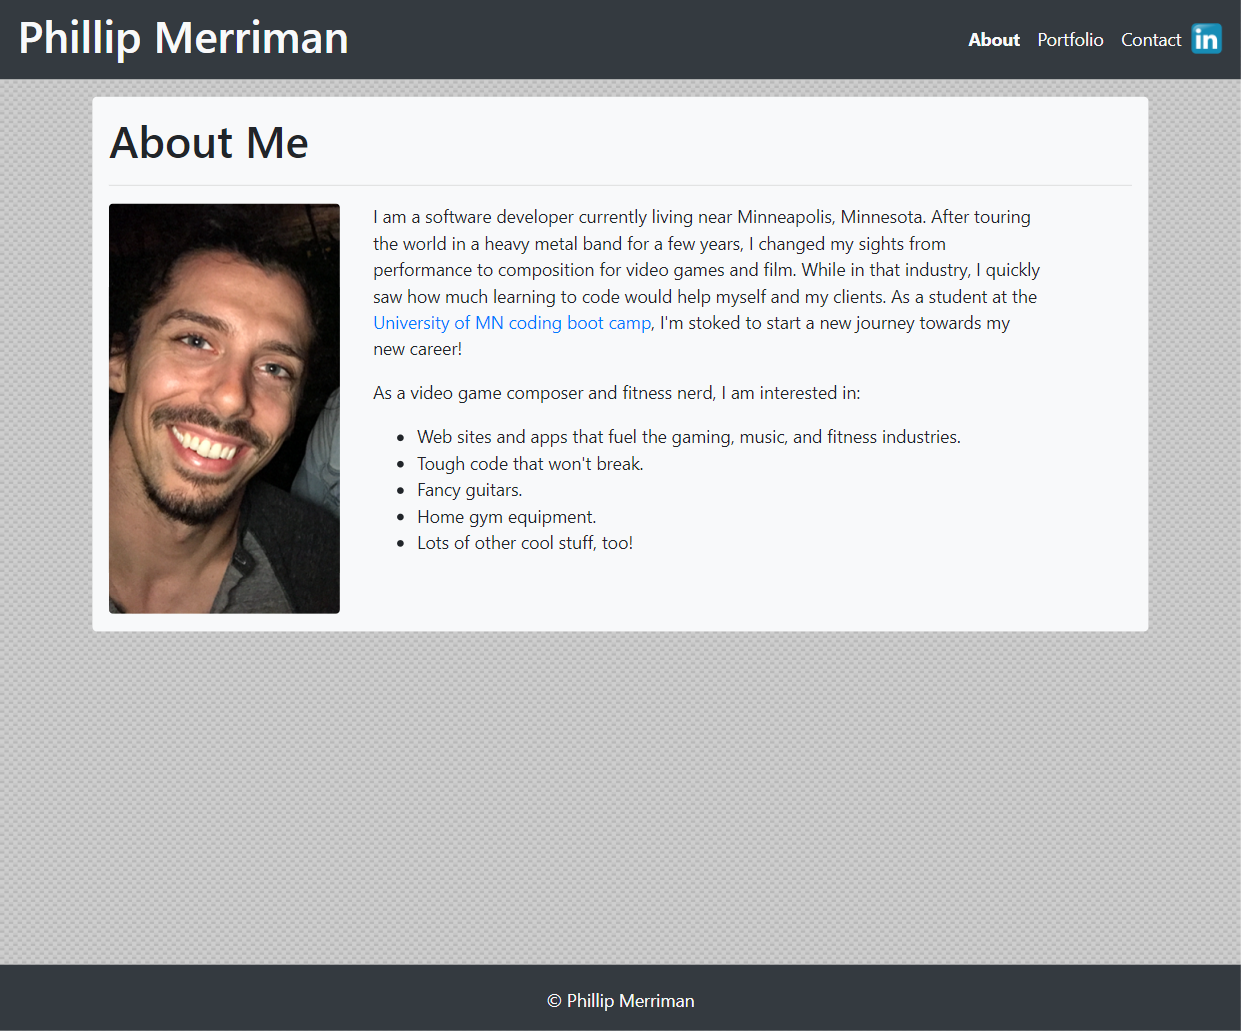 Phillip Merriman
About Portfolio Contact in
About Me
I am a software developer currently living near Minneapolis, Minnesota. After touring
the world in a heavy metal band for a few years, I changed my sights from
performance to composition for video games and film. While in that industry, I quickly
saw how much learning to code would help myself and my clients. As a student at the
University of MN coding boot camp, I'm stoked to start a new journey towards my
new career!
As a video game composer and fitness nerd, I am interested in:
• Web sites and apps that fuel the gaming, music, and fitness industries.
• Tough code that won't break.
• Fancy guitars.
• Home gym equipment.
• Lots of other cool stuff, too!
© Phillip Merriman